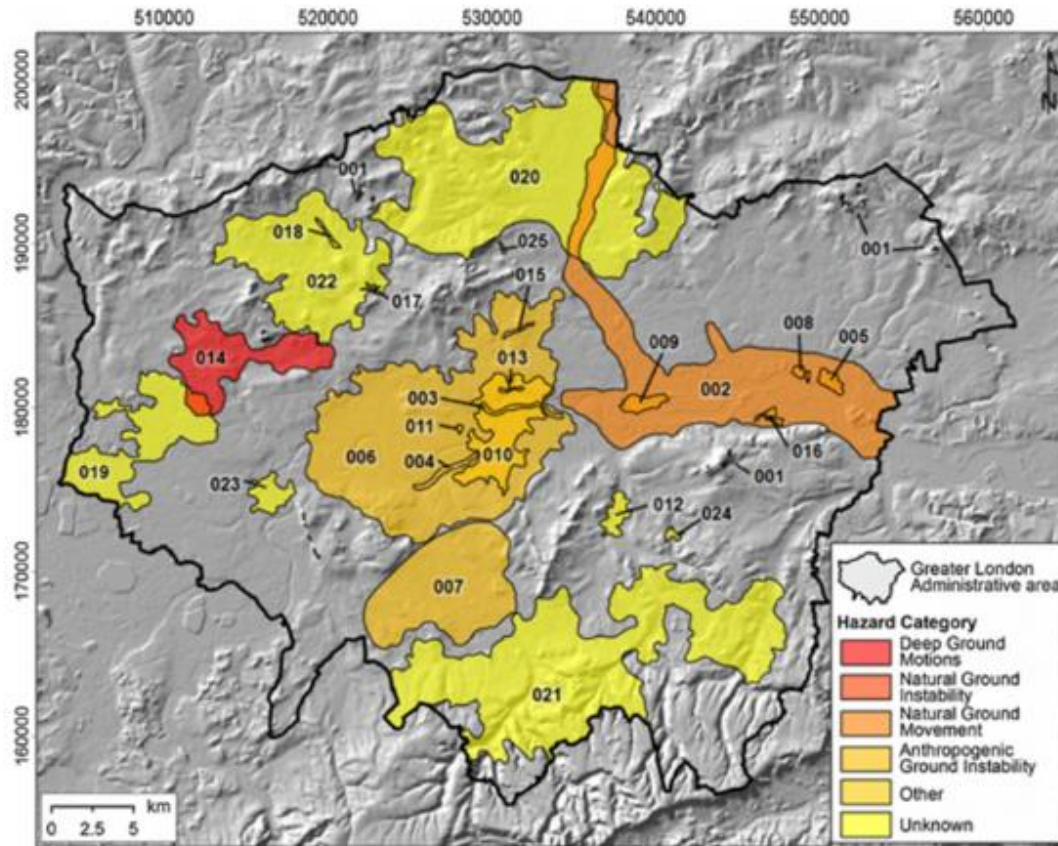 510000 520000 530000 540000 550000 560000
200000
190000
180000
170000
160000
N
001
020
018
025
001
022
017
015
014
013
009
008
005
003
002
011
006
010
004
016
019
023
001
012
024
007
021
km
0 2.5 5
Greater London
Administrative area
Hazard Category
Deep Ground
Motions
Natural Ground
Instability
Natural Ground
Movement
Anthropogenic
Ground Instability
Other
Unknown